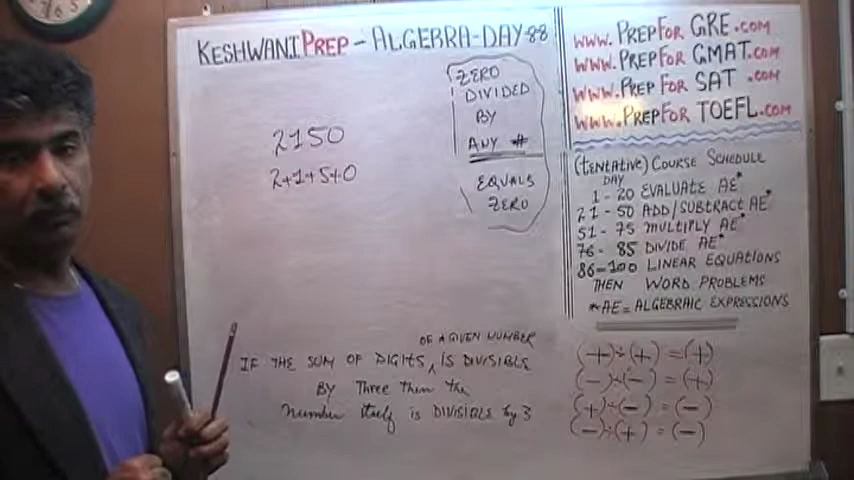 KESHWANI PREP - ALGEBRA - DAY 88
2150
2+1+5+0
ZERO
DIVIDED
BY
ANY #
EQUALS
ZERO
OF A GIVEN NUMBER
IF THE SUM OF DIGITS ^ IS DIVISIBLE
BY Three then the
number itself is DIVISIBLE by 3
www.PREPFOR GRE.com
www.PREPFOR GMAT.com
www.PREP FOR SAT.com
www.PREPFOR TOEFL.com
(tentative) COURSE SCHEDULE
DAY
1 - 20 EVALUATE AE*
21 - 50 ADD/SUBTRACT AE*
51 - 75 MULTIPLY AE*
76 - 85 DIVIDE AE*
86 - 100 LINEAR EQUATIONS
THEN WORD PROBLEMS
*AE = ALGEBRAIC EXPRESSIONS
(+) ÷ (+) = (+)
(-) ÷ (-) = (+)
(+) ÷ (-) = (-)
(-) ÷ (+) = (-)